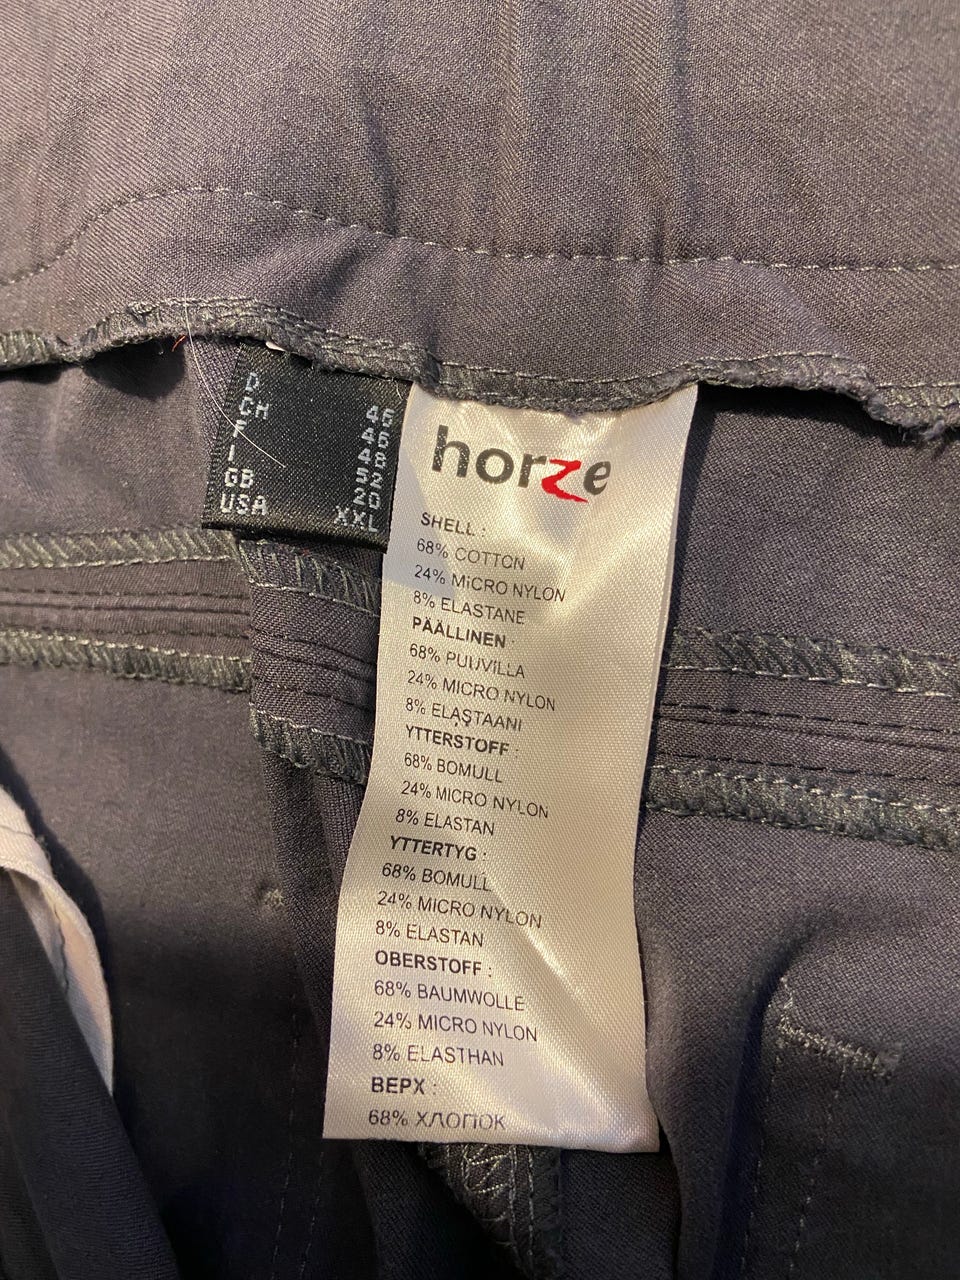 D 46
CH 46
F 48
I 52
GB 20
USA XXL
horze
SHELL :
68% COTTON
24% MiCRO NYLON
8% ELASTANE
PÄÄLLINEN :
68% PUUVILLA
24% MICRO NYLON
8% ELASTAANI
YTTERSTOFF :
68% BOMULL
24% MICRO NYLON
8% ELASTAN
YTTERTYG :
68% BOMULL
24% MICRO NYLON
8% ELASTAN
OBERSTOFF :
68% BAUMWOLLE
24% MICRO NYLON
8% ELASTHAN
ВЕРХ :
68% ХЛОПОК